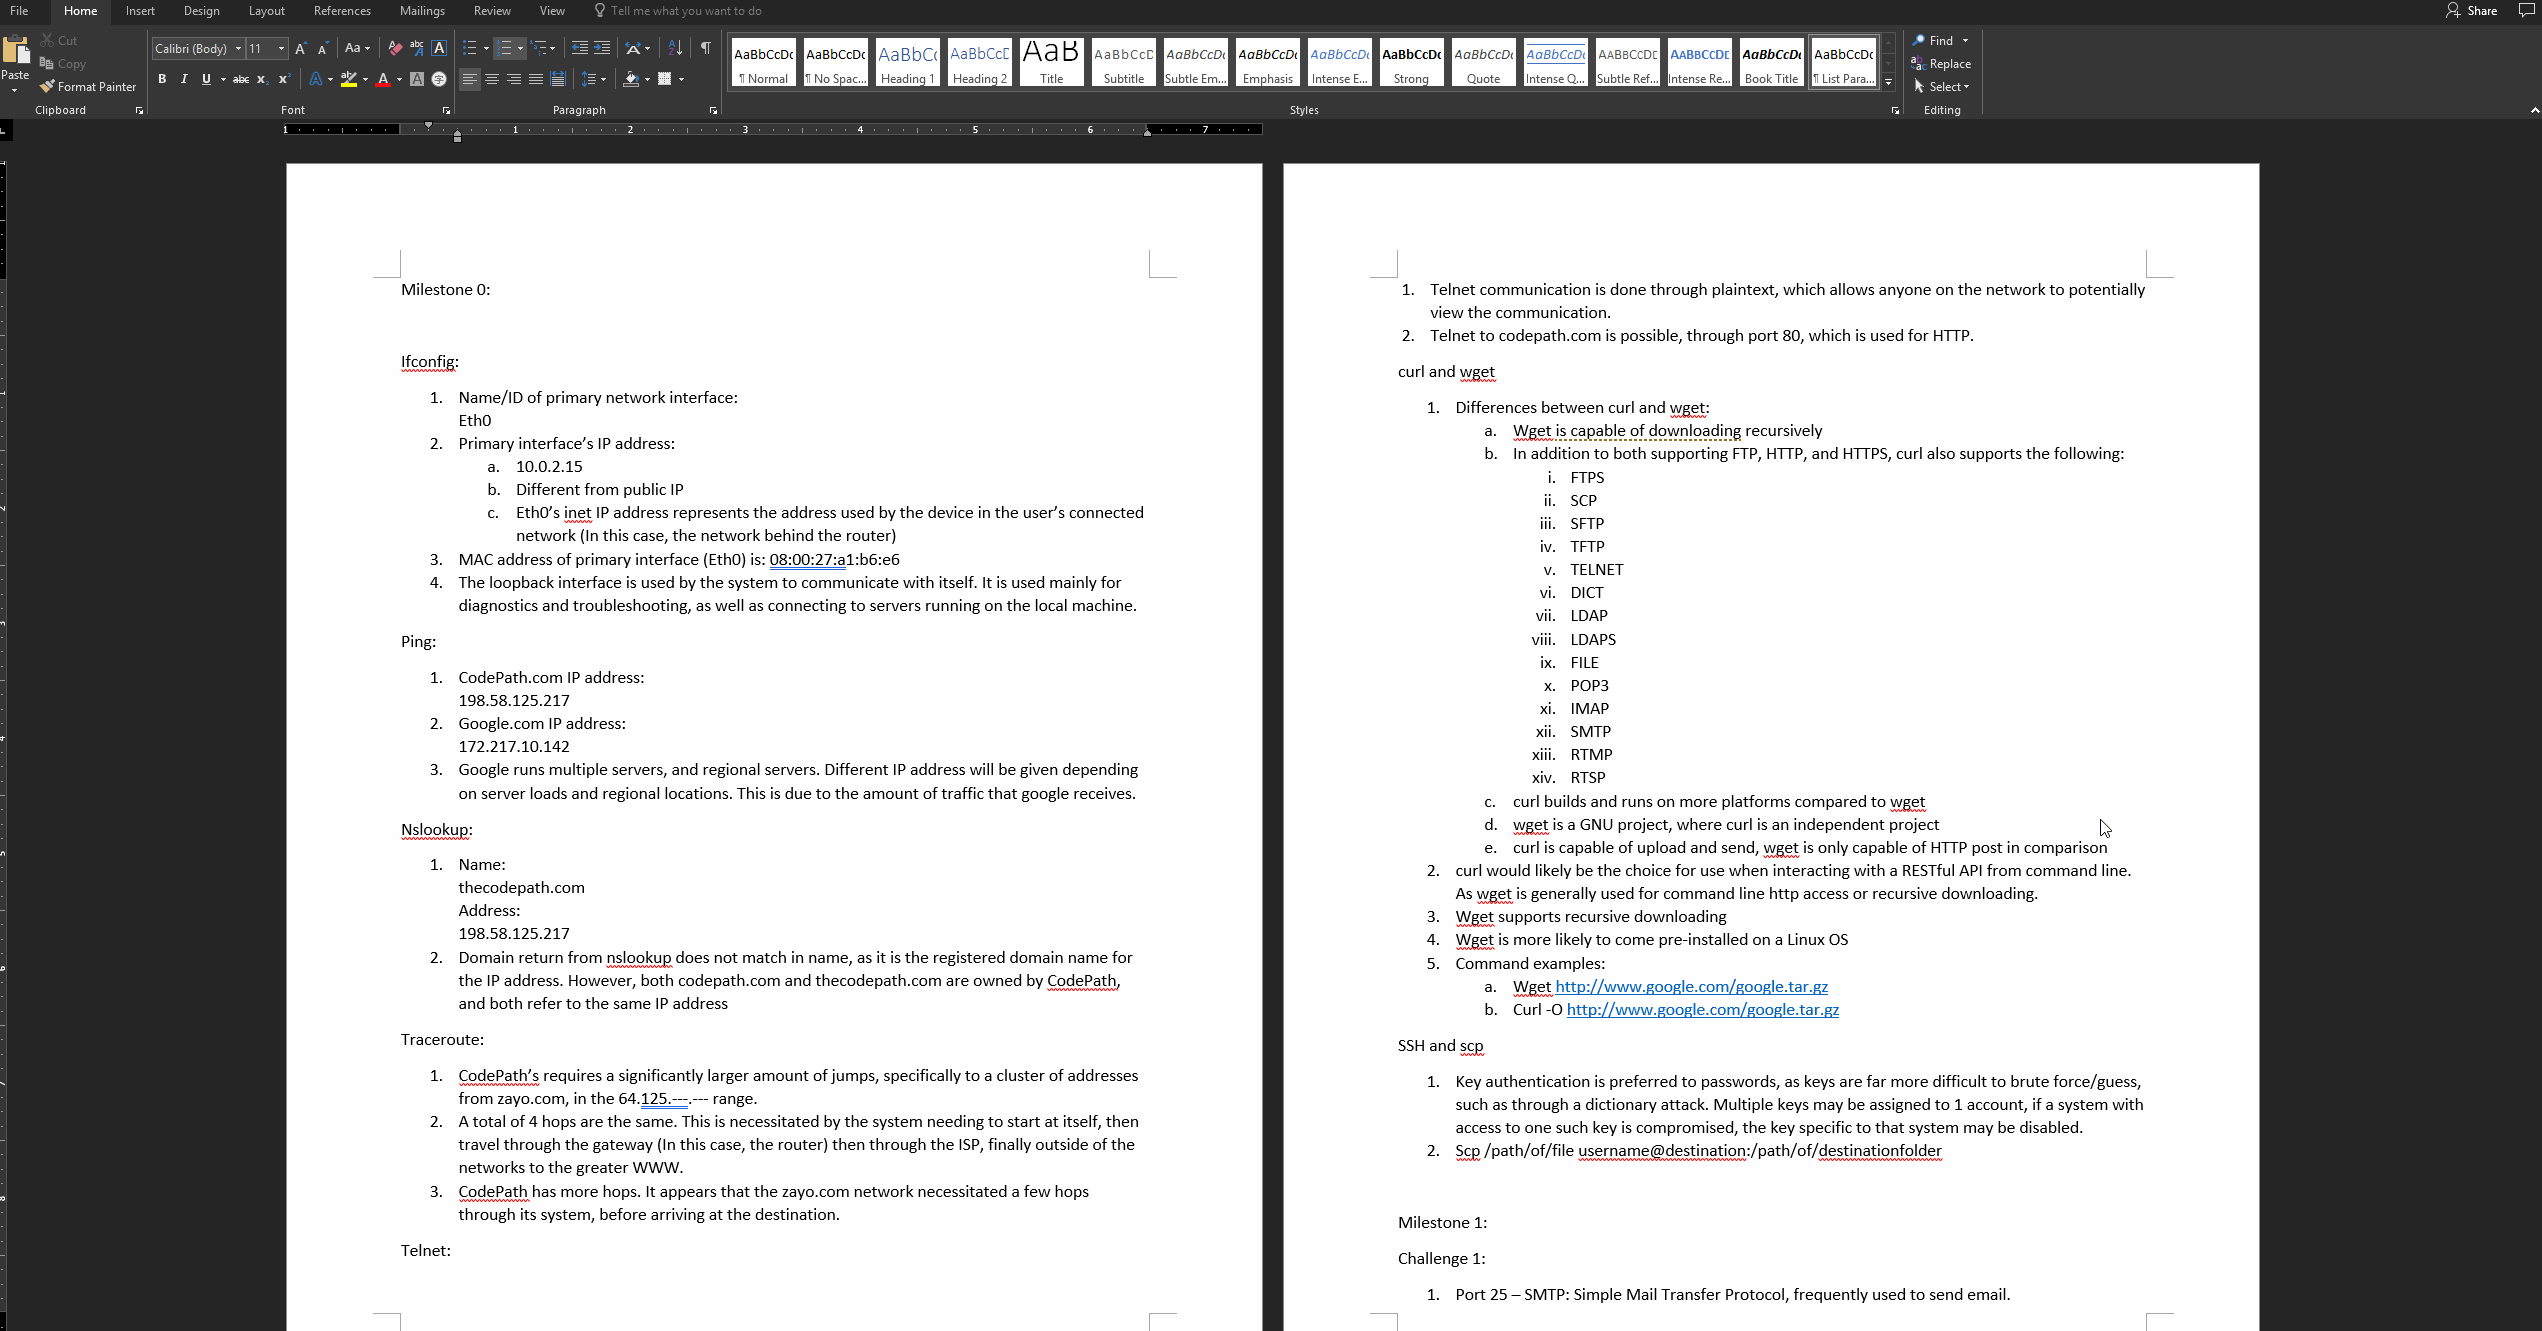 File Home Insert Design Layout References Mailings Review View Tell me what you want to do Share
Cut
Copy
Paste
Format Painter
Clipboard
Calibri (Body) 11
Font
Paragraph
AaBbCcDc AaBbCcDc AaBbC( AaBbCcE AaB AaBbCcD AaBbCcDt AaBbCcDt AaBbCcDt AaBbCcDc AaBbCcDt AaBbCcDt AABBCCDE AABBCCDE AaBbCcDt AaBbCcDc
¶ Normal ¶ No Spac... Heading 1 Heading 2 Title Subtitle Subtle Em... Emphasis Intense E... Strong Quote Intense Q... Subtle Ref... Intense Re... Book Title ¶ List Para...
Styles
Find
Replace
Select
Editing
1 1 2 3 4 5 6 7
Milestone 0:
Ifconfig:
1. Name/ID of primary network interface:
Eth0
2. Primary interface’s IP address:
a. 10.0.2.15
b. Different from public IP
c. Eth0’s inet IP address represents the address used by the device in the user’s connected
network (In this case, the network behind the router)
3. MAC address of primary interface (Eth0) is: 08:00:27:a1:b6:e6
4. The loopback interface is used by the system to communicate with itself. It is used mainly for
diagnostics and troubleshooting, as well as connecting to servers running on the local machine.
Ping:
1. CodePath.com IP address:
198.58.125.217
2. Google.com IP address:
172.217.10.142
3. Google runs multiple servers, and regional servers. Different IP address will be given depending
on server loads and regional locations. This is due to the amount of traffic that google receives.
Nslookup:
1. Name:
thecodepath.com
Address:
198.58.125.217
2. Domain return from nslookup does not match in name, as it is the registered domain name for
the IP address. However, both codepath.com and thecodepath.com are owned by CodePath,
and both refer to the same IP address
Traceroute:
1. CodePath’s requires a significantly larger amount of jumps, specifically to a cluster of addresses
from zayo.com, in the 64.125.---.--- range.
2. A total of 4 hops are the same. This is necessitated by the system needing to start at itself, then
travel through the gateway (In this case, the router) then through the ISP, finally outside of the
networks to the greater WWW.
3. CodePath has more hops. It appears that the zayo.com network necessitated a few hops
through its system, before arriving at the destination.
Telnet:
1. Telnet communication is done through plaintext, which allows anyone on the network to potentially
view the communication.
2. Telnet to codepath.com is possible, through port 80, which is used for HTTP.
curl and wget
1. Differences between curl and wget:
a. Wget is capable of downloading recursively
b. In addition to both supporting FTP, HTTP, and HTTPS, curl also supports the following:
i. FTPS
ii. SCP
iii. SFTP
iv. TFTP
v. TELNET
vi. DICT
vii. LDAP
viii. LDAPS
ix. FILE
x. POP3
xi. IMAP
xii. SMTP
xiii. RTMP
xiv. RTSP
c. curl builds and runs on more platforms compared to wget
d. wget is a GNU project, where curl is an independent project
e. curl is capable of upload and send, wget is only capable of HTTP post in comparison
2. curl would likely be the choice for use when interacting with a RESTful API from command line.
As wget is generally used for command line http access or recursive downloading.
3. Wget supports recursive downloading
4. Wget is more likely to come pre-installed on a Linux OS
5. Command examples:
a. Wget http://www.google.com/google.tar.gz
b. Curl -O http://www.google.com/google.tar.gz
SSH and scp
1. Key authentication is preferred to passwords, as keys are far more difficult to brute force/guess,
such as through a dictionary attack. Multiple keys may be assigned to 1 account, if a system with
access to one such key is compromised, the key specific to that system may be disabled.
2. Scp /path/of/file username@destination:/path/of/destinationfolder
Milestone 1:
Challenge 1:
1. Port 25 – SMTP: Simple Mail Transfer Protocol, frequently used to send email.